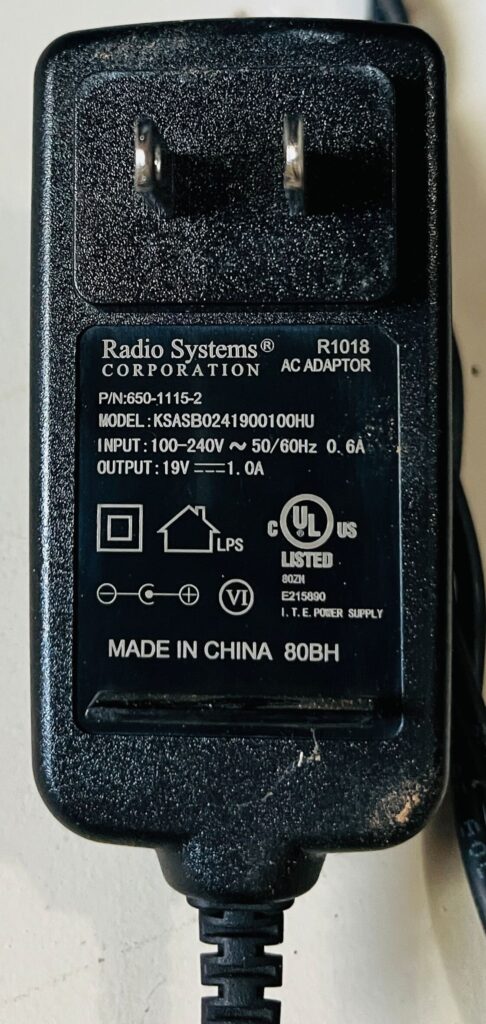 Radio Systems® R1018
CORPORATION AC ADAPTOR
P/N:650-1115-2
MODEL:KSASB0241900100HU
INPUT:100-240V ~ 50/60Hz 0.6A
OUTPUT:19V ⎓ 1.0A
LPS
C UL US
LISTED
80ZN
E215890
I.T.E. POWER SUPPLY
VI
MADE IN CHINA 80BH